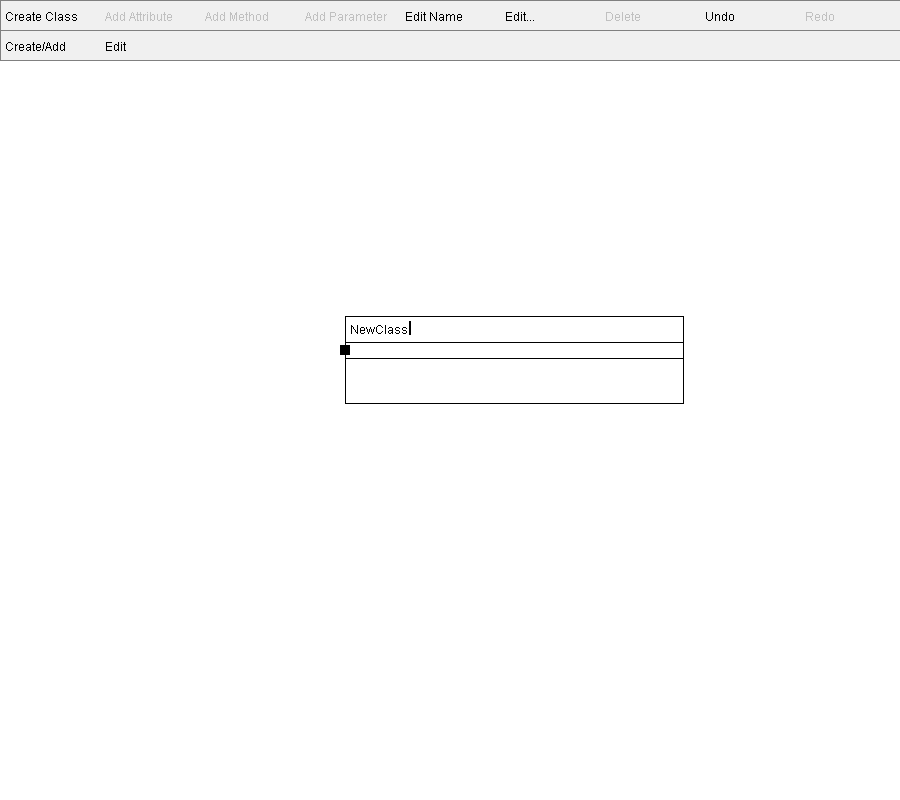 Create Class Add Attribute Add Method Add Parameter Edit Name Edit... Delete Undo Redo
Create/Add Edit
NewClass